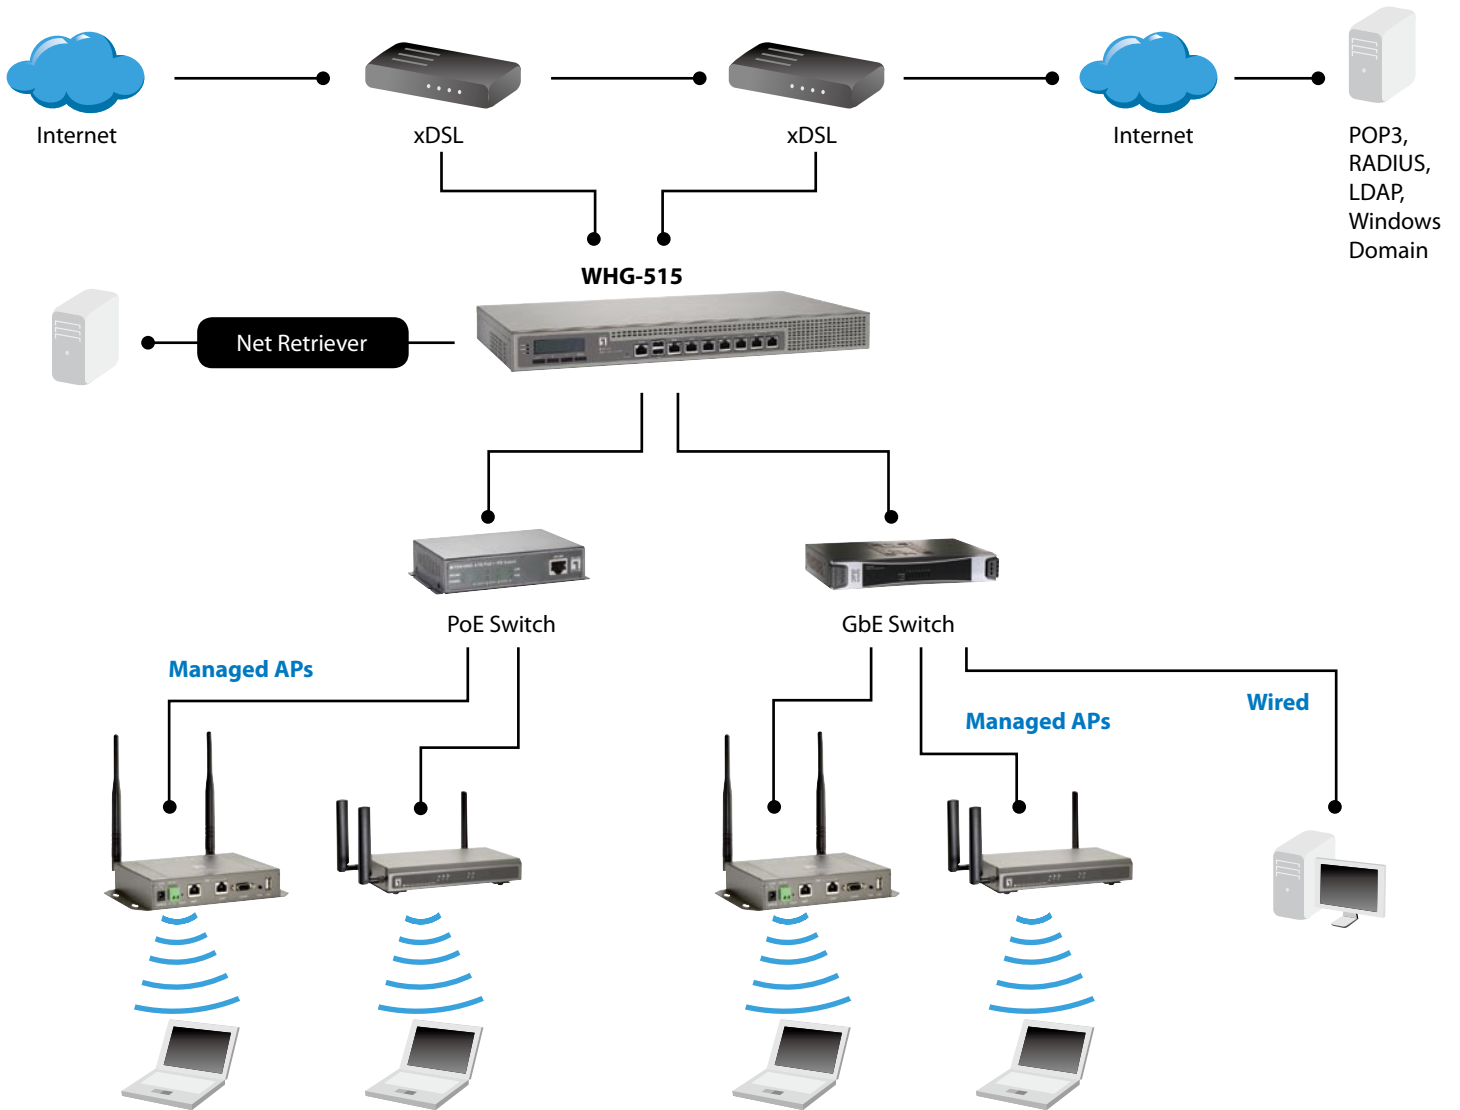 Internet
xDSL
xDSL
Internet
POP3,
RADIUS,
LDAP,
Windows
Domain
WHG-515
Net Retriever
PoE Switch
GbE Switch
Managed APs
Wired
Managed APs